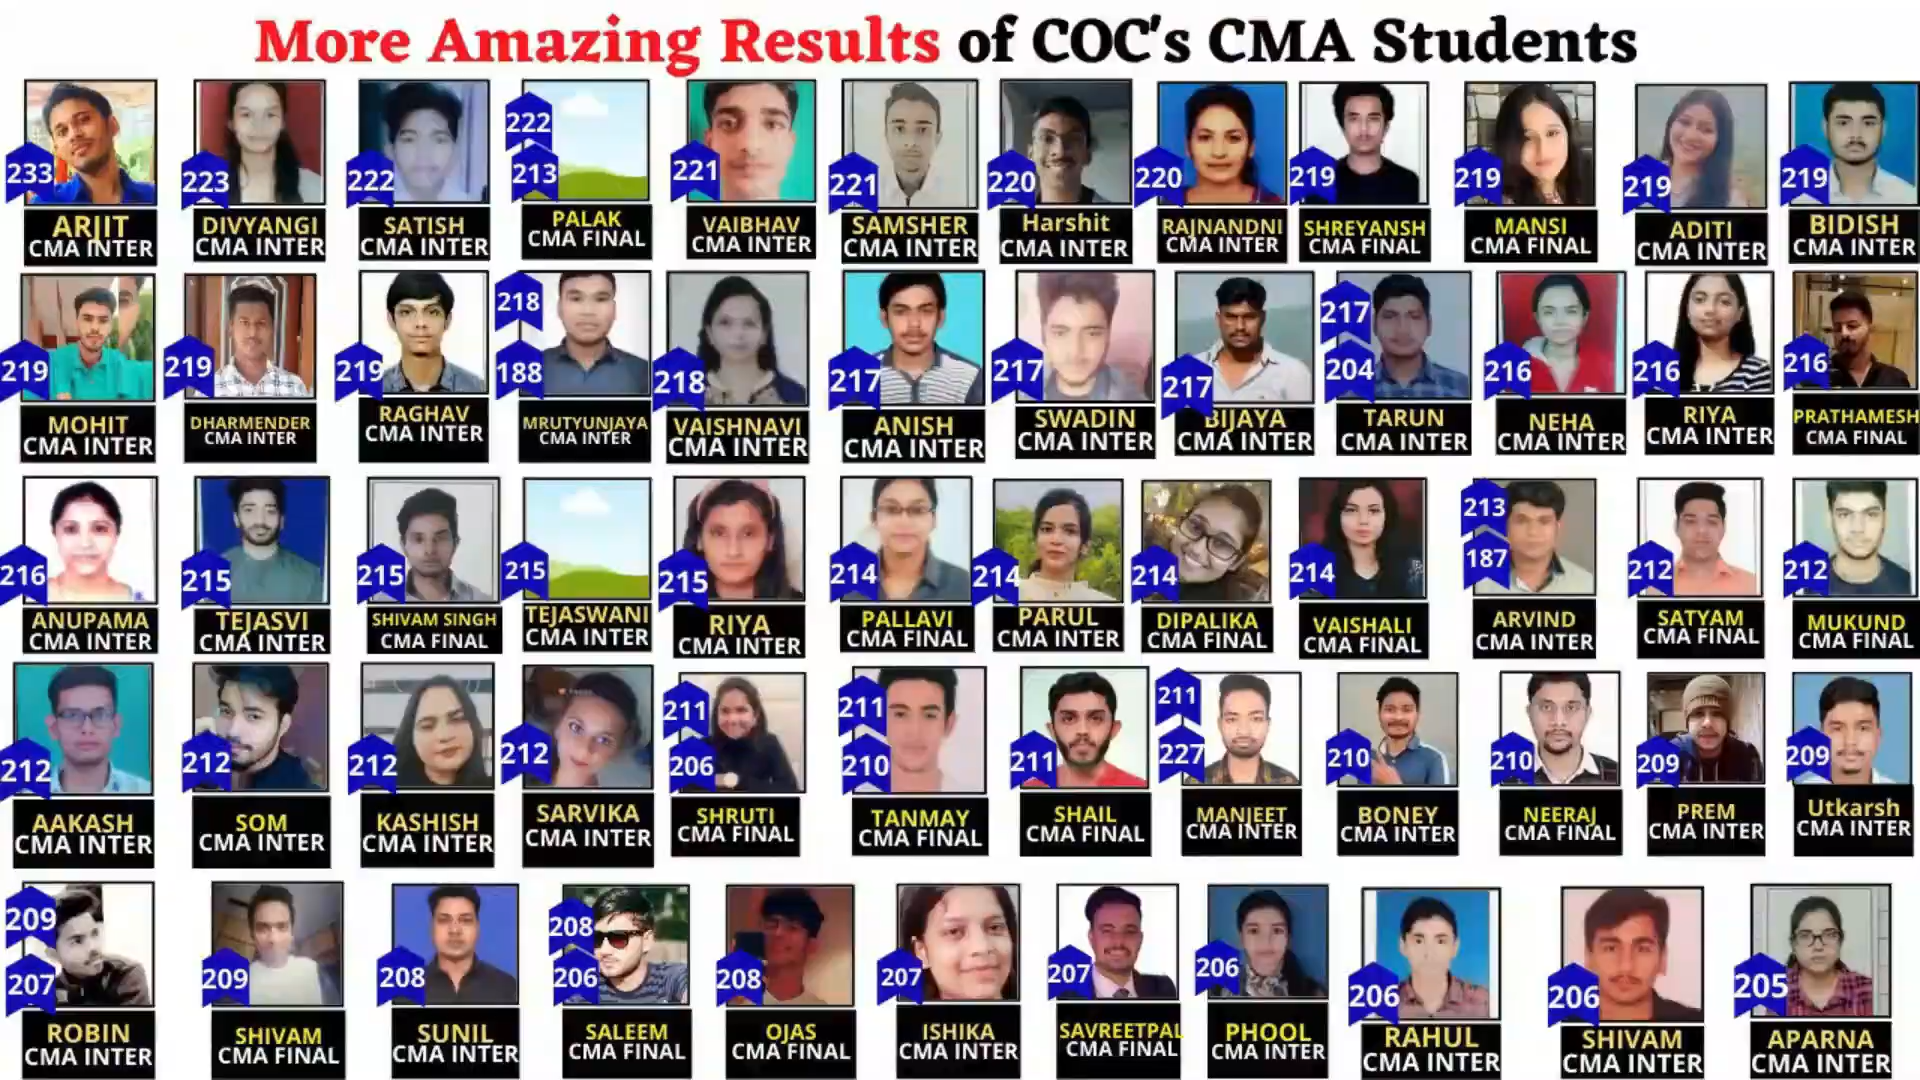 More Amazing Results of COC's CMA Students
233
ARJIT
CMA INTER
223
DIVYANGI
CMA INTER
222
SATISH
CMA INTER
222
213
PALAK
CMA FINAL
221
VAIBHAV
CMA INTER
221
SAMSHER
CMA INTER
220
Harshit
CMA INTER
220
RAJNANDNI
CMA INTER
219
SHREYANSH
CMA FINAL
219
MANSI
CMA FINAL
219
ADITI
CMA INTER
219
BIDISH
CMA INTER
219
MOHIT
CMA INTER
219
DHARMENDER
CMA INTER
219
RAGHAV
CMA INTER
218
188
MRUTYUNJAYA
CMA INTER
218
VAISHNAVI
CMA INTER
217
ANISH
CMA INTER
217
SWADIN
CMA INTER
217
BIJAYA
CMA INTER
217
204
TARUN
CMA INTER
216
NEHA
CMA INTER
216
RIYA
CMA INTER
216
PRATHAMESH
CMA FINAL
216
ANUPAMA
CMA INTER
215
TEJASVI
CMA INTER
215
SHIVAM SINGH
CMA FINAL
215
TEJASWANI
CMA INTER
215
RIYA
CMA INTER
214
PALLAVI
CMA FINAL
214
PARUL
CMA INTER
214
DIPALIKA
CMA FINAL
214
VAISHALI
CMA FINAL
213
187
ARVIND
CMA INTER
212
SATYAM
CMA FINAL
212
MUKUND
CMA FINAL
212
AAKASH
CMA INTER
212
SOM
CMA INTER
212
KASHISH
CMA INTER
212
SARVIKA
CMA INTER
211
206
SHRUTI
CMA FINAL
211
210
TANMAY
CMA FINAL
211
SHAIL
CMA FINAL
211
227
MANJEET
CMA INTER
210
BONEY
CMA INTER
210
NEERAJ
CMA FINAL
209
PREM
CMA INTER
209
Utkarsh
CMA INTER
209
207
ROBIN
CMA INTER
209
SHIVAM
CMA FINAL
208
SUNIL
CMA INTER
208
206
SALEEM
CMA FINAL
208
OJAS
CMA FINAL
207
ISHIKA
CMA INTER
207
SAVREETPAL
CMA FINAL
206
PHOOL
CMA INTER
206
RAHUL
CMA INTER
206
SHIVAM
CMA INTER
205
APARNA
CMA INTER